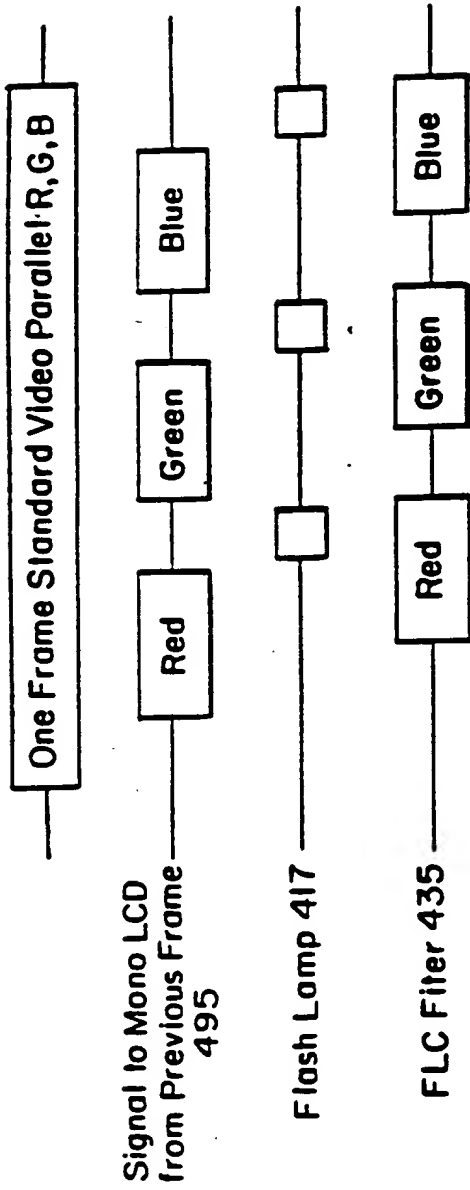 One Frame Standard Video Parallel R, G, B
Signal to Mono LCD
from Previous Frame
495
Red
Green
Blue
Flash Lamp 417
FLC Filter 435
Red
Green
Blue